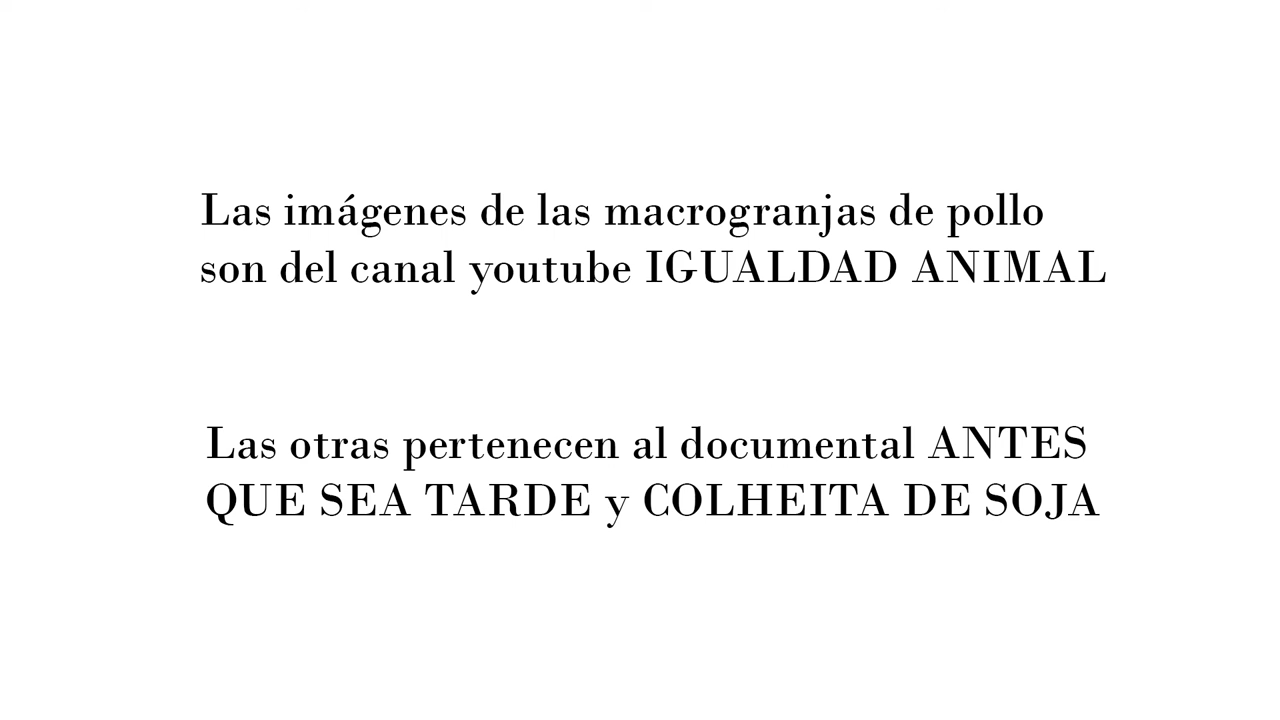 Las imágenes de las macrogranjas de pollo
son del canal youtube IGUALDAD ANIMAL
Las otras pertenecen al documental ANTES
QUE SEA TARDE y COLHEITA DE SOJA